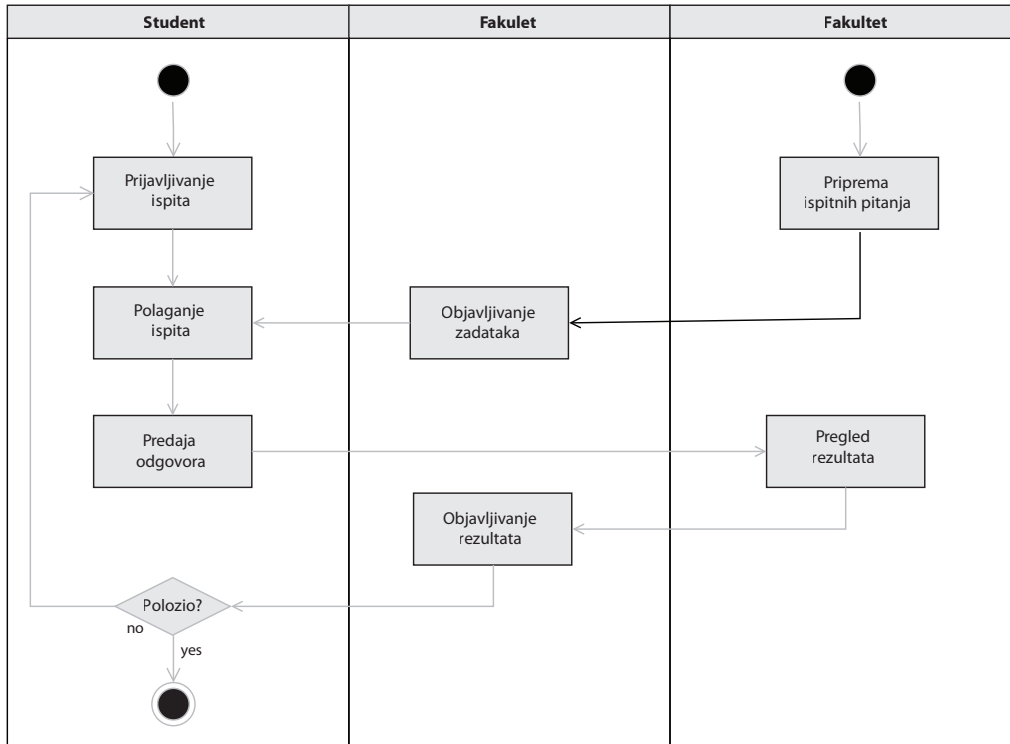 Student
Fakulet
Fakultet
Prijavljivanje
ispita
Priprema
ispitnih pitanja
Polaganje
ispita
Objavljivanje
zadataka
Predaja
odgovora
Pregled
rezultata
Objavljivanje
rezultata
Polozio?
no
yes